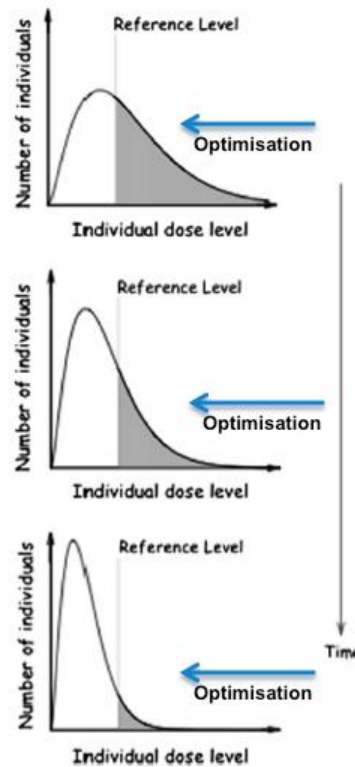 Reference Level
Number of individuals
Optimisation
Individual dose level
Reference Level
Number of individuals
Optimisation
Individual dose level
Reference Level
Number of individuals
Time
Optimisation
Individual dose level